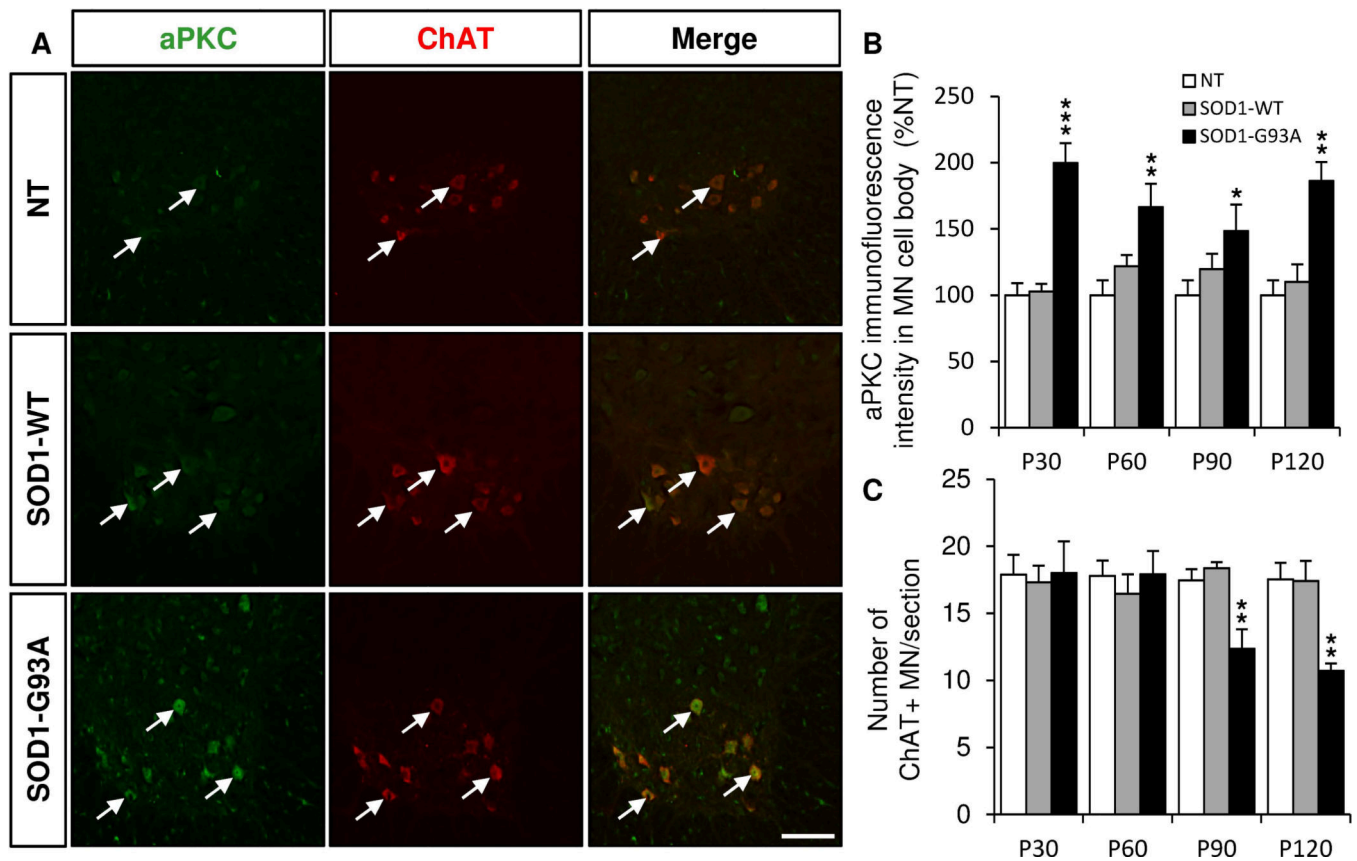 A
aPKC
ChAT
Merge
NT
SOD1-WT
SOD1-G93A
B
aPKC immunofluorescence
intensity in MN cell body (%NT)
NT
SOD1-WT
SOD1-G93A
250
200
150
100
50
0
***
**
*
**
P30
P60
P90
P120
C
Number of
ChAT+ MN/section
25
20
15
10
5
0
**
**
P30
P60
P90
P120